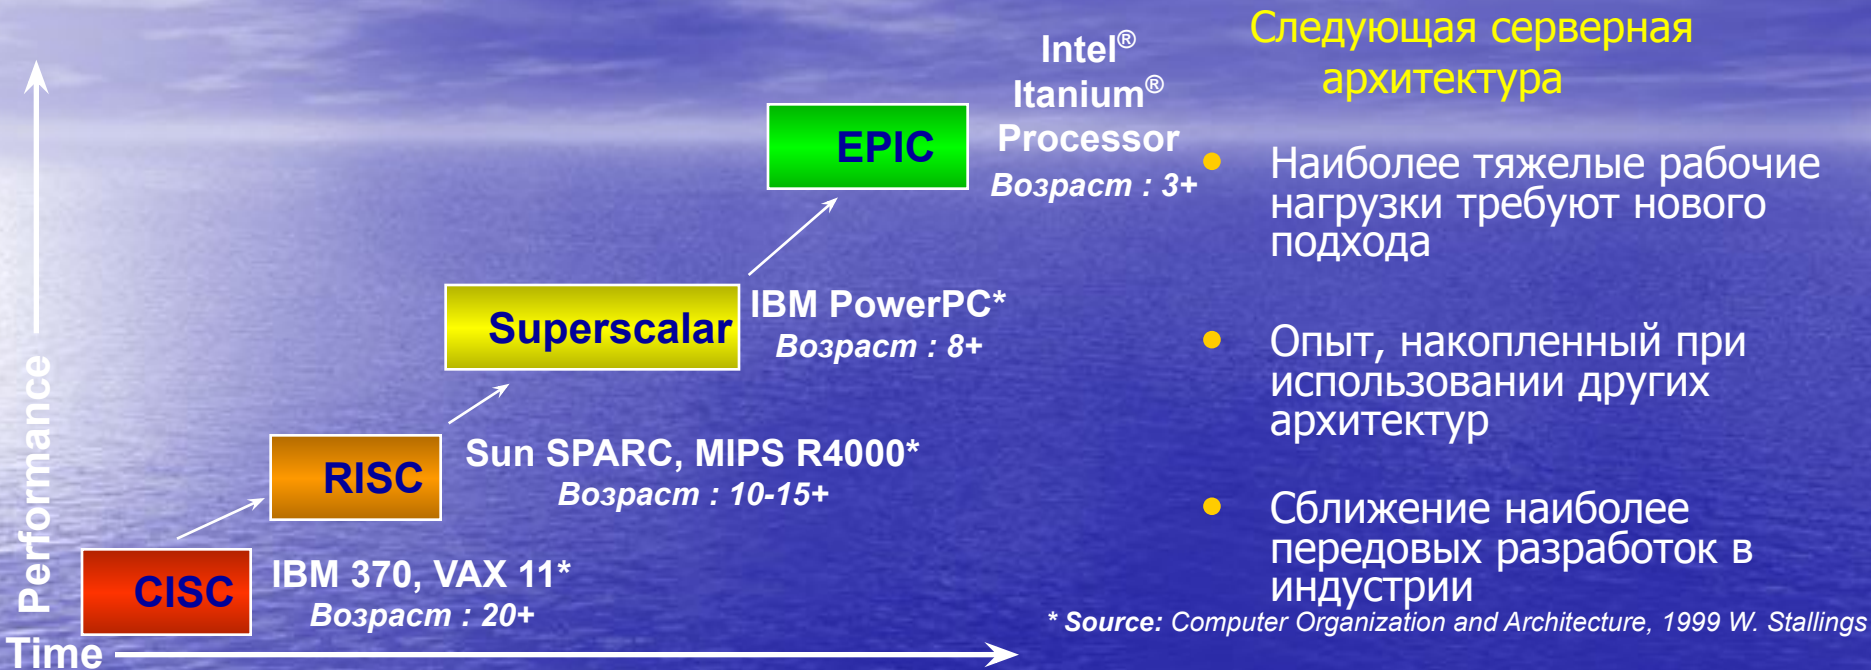 Следующая серверная
архитектура
Intel®
Itanium®
Processor
Возраст : 3+
EPIC
Superscalar
IBM PowerPC*
Возраст : 8+
RISC
Sun SPARC, MIPS R4000*
Возраст : 10-15+
CISC
IBM 370, VAX 11*
Возраст : 20+
Performance
Time
• Наиболее тяжелые рабочие
нагрузки требуют нового
подхода
• Опыт, накопленный при
использовании других
архитектур
• Сближение наиболее
передовых разработок в
индустрии
* Source: Computer Organization and Architecture, 1999 W. Stallings